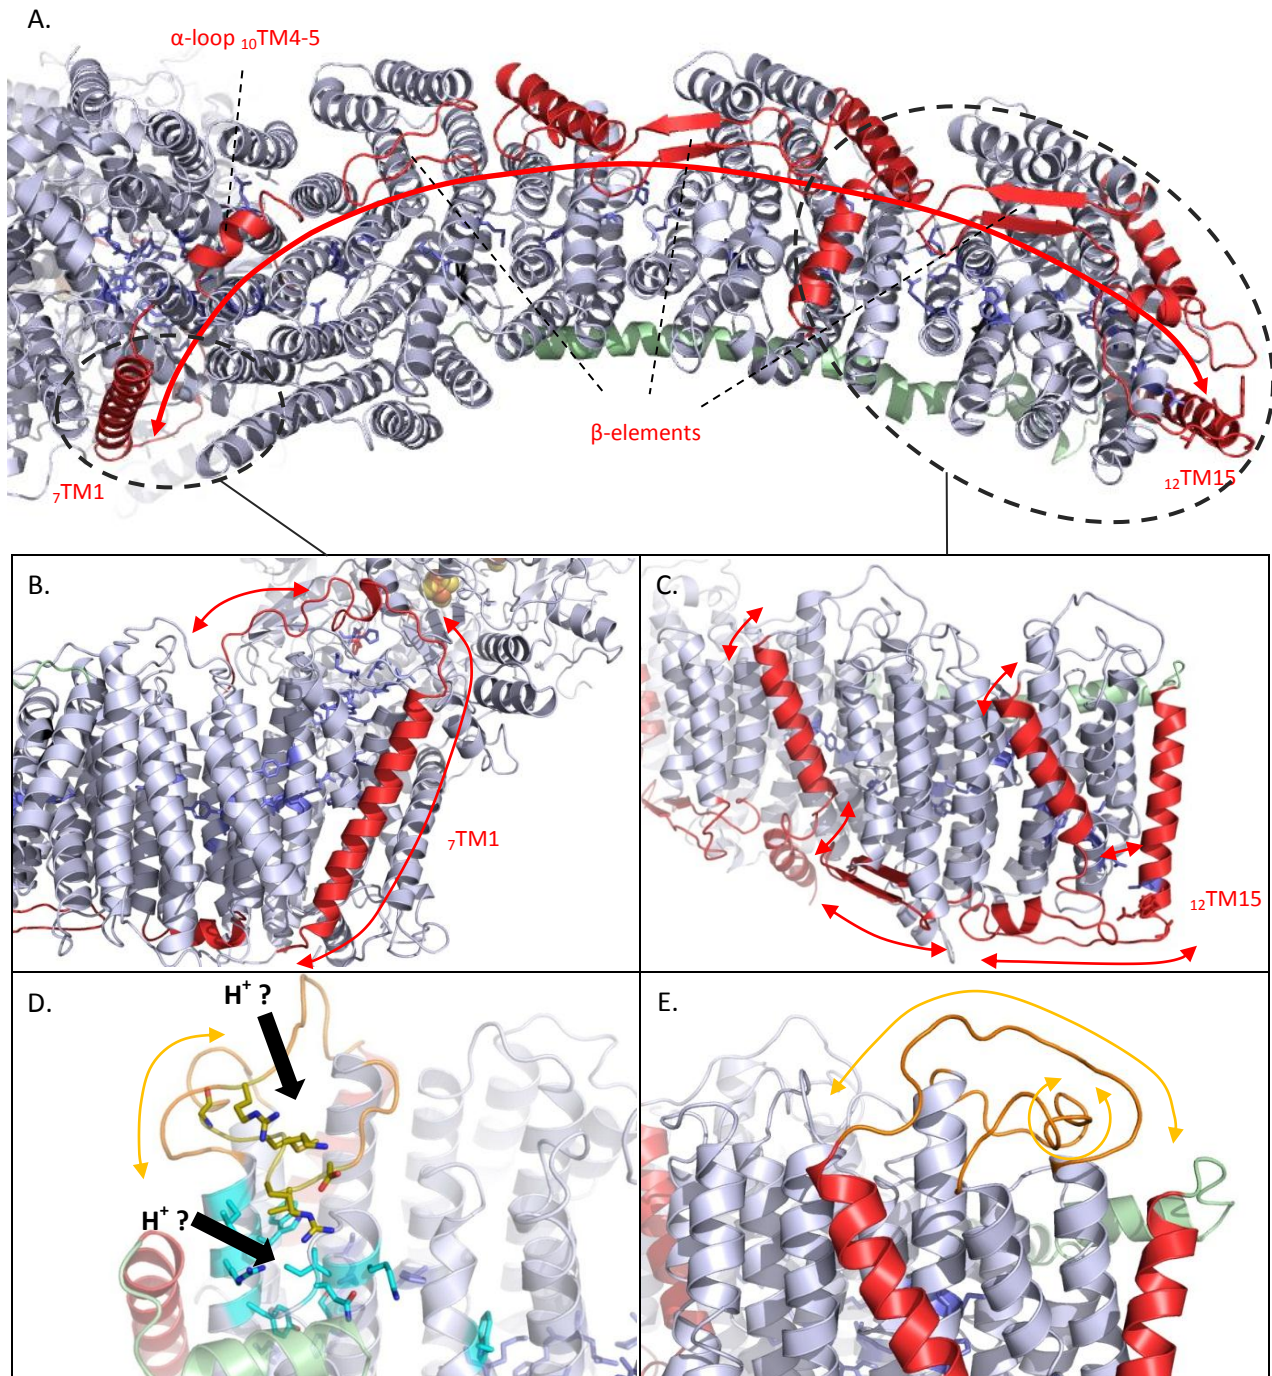 A.
α-loop ₁₀TM4-5
β-elements
₇TM1
₁₂TM15
B.
₇TM1
C.
₁₂TM15
D.
H⁺ ?
H⁺ ?
E.